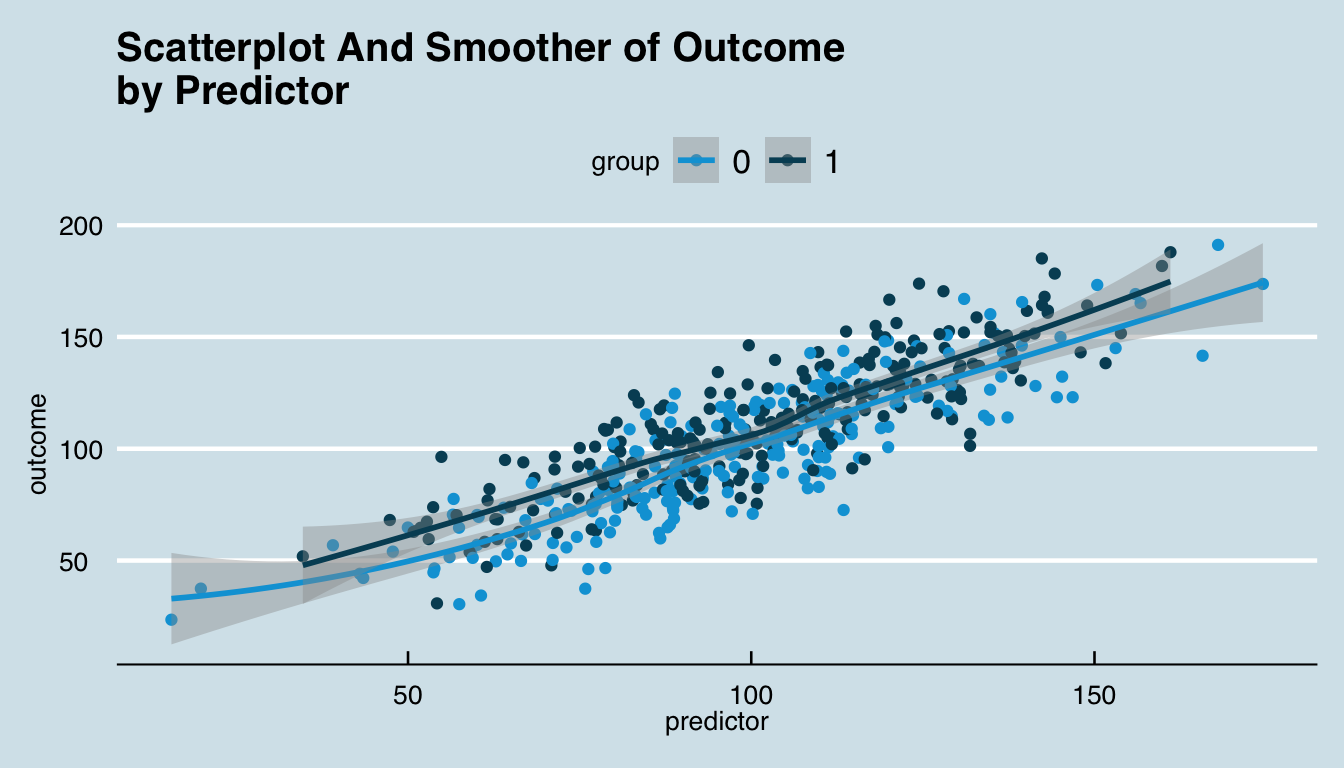 Scatterplot And Smoother of Outcome
by Predictor
group 0 1
200
150
100
50
outcome
50 100 150
predictor